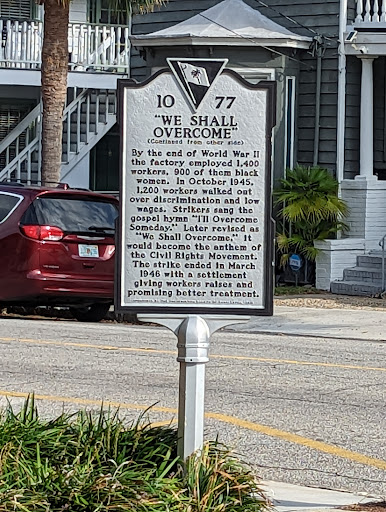 10 77
"WE SHALL
OVERCOME"
(Continued from other side)
By the end of World War II
the factory employed 1,400
workers, 900 of them black
women. In October 1945,
1,200 workers walked out
over discrimination and low
wages. Strikers sang the
gospel hymn "I'll Overcome
Someday." Later revised as
"We Shall Overcome," it
would become the anthem of
the Civil Rights Movement.
The strike ended in March
1946 with a settlement
giving workers raises and
promising better treatment.